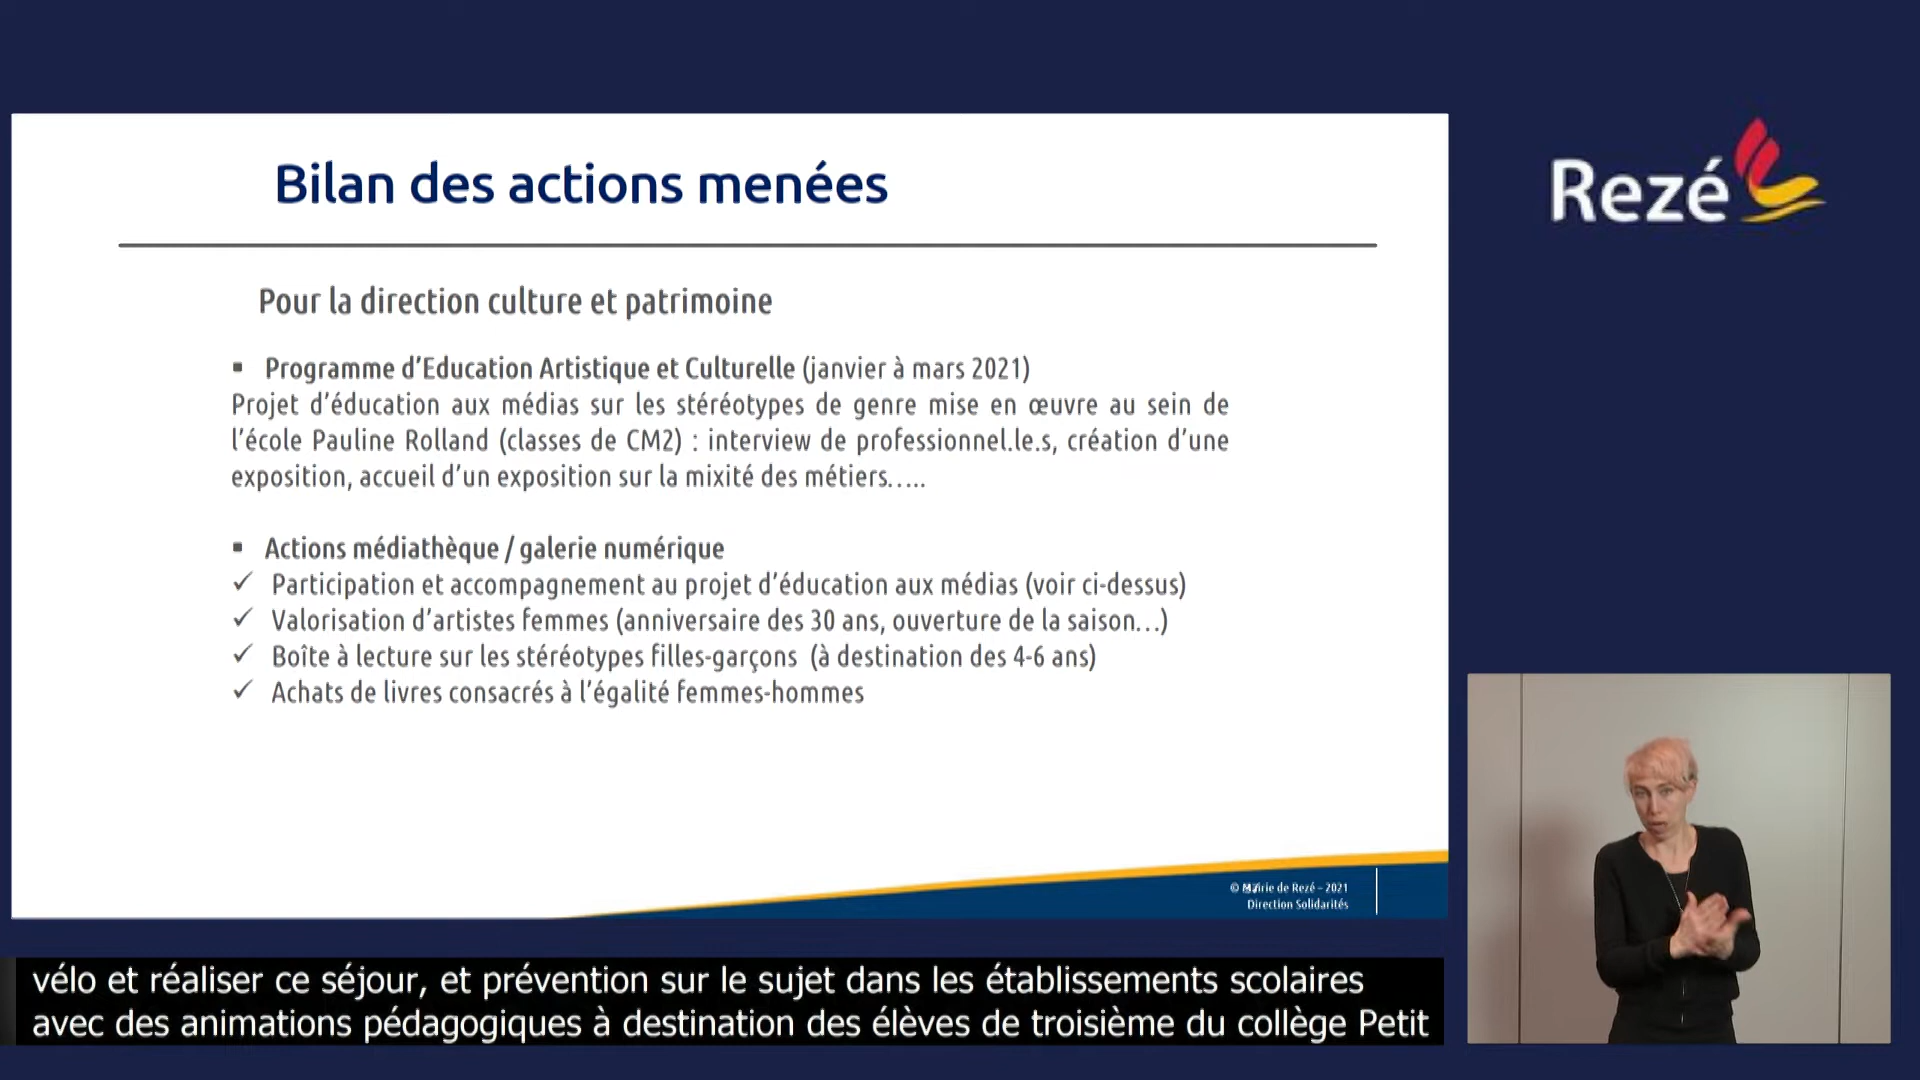 Bilan des actions menées
Rezé
Pour la direction culture et patrimoine
▪ Programme d’Education Artistique et Culturelle (janvier à mars 2021)
Projet d’éducation aux médias sur les stéréotypes de genre mise en œuvre au sein de
l’école Pauline Rolland (classes de CM2) : interview de professionnel.le.s, création d’une
exposition, accueil d’un exposition sur la mixité des métiers…..
▪ Actions médiathèque / galerie numérique
✓ Participation et accompagnement au projet d’éducation aux médias (voir ci-dessus)
✓ Valorisation d’artistes femmes (anniversaire des 30 ans, ouverture de la saison…)
✓ Boîte à lecture sur les stéréotypes filles-garçons (à destination des 4-6 ans)
✓ Achats de livres consacrés à l’égalité femmes-hommes
© Mairie de Rezé – 2021
Direction Solidarités
vélo et réaliser ce séjour, et prévention sur le sujet dans les établissements scolaires
avec des animations pédagogiques à destination des élèves de troisième du collège Petit